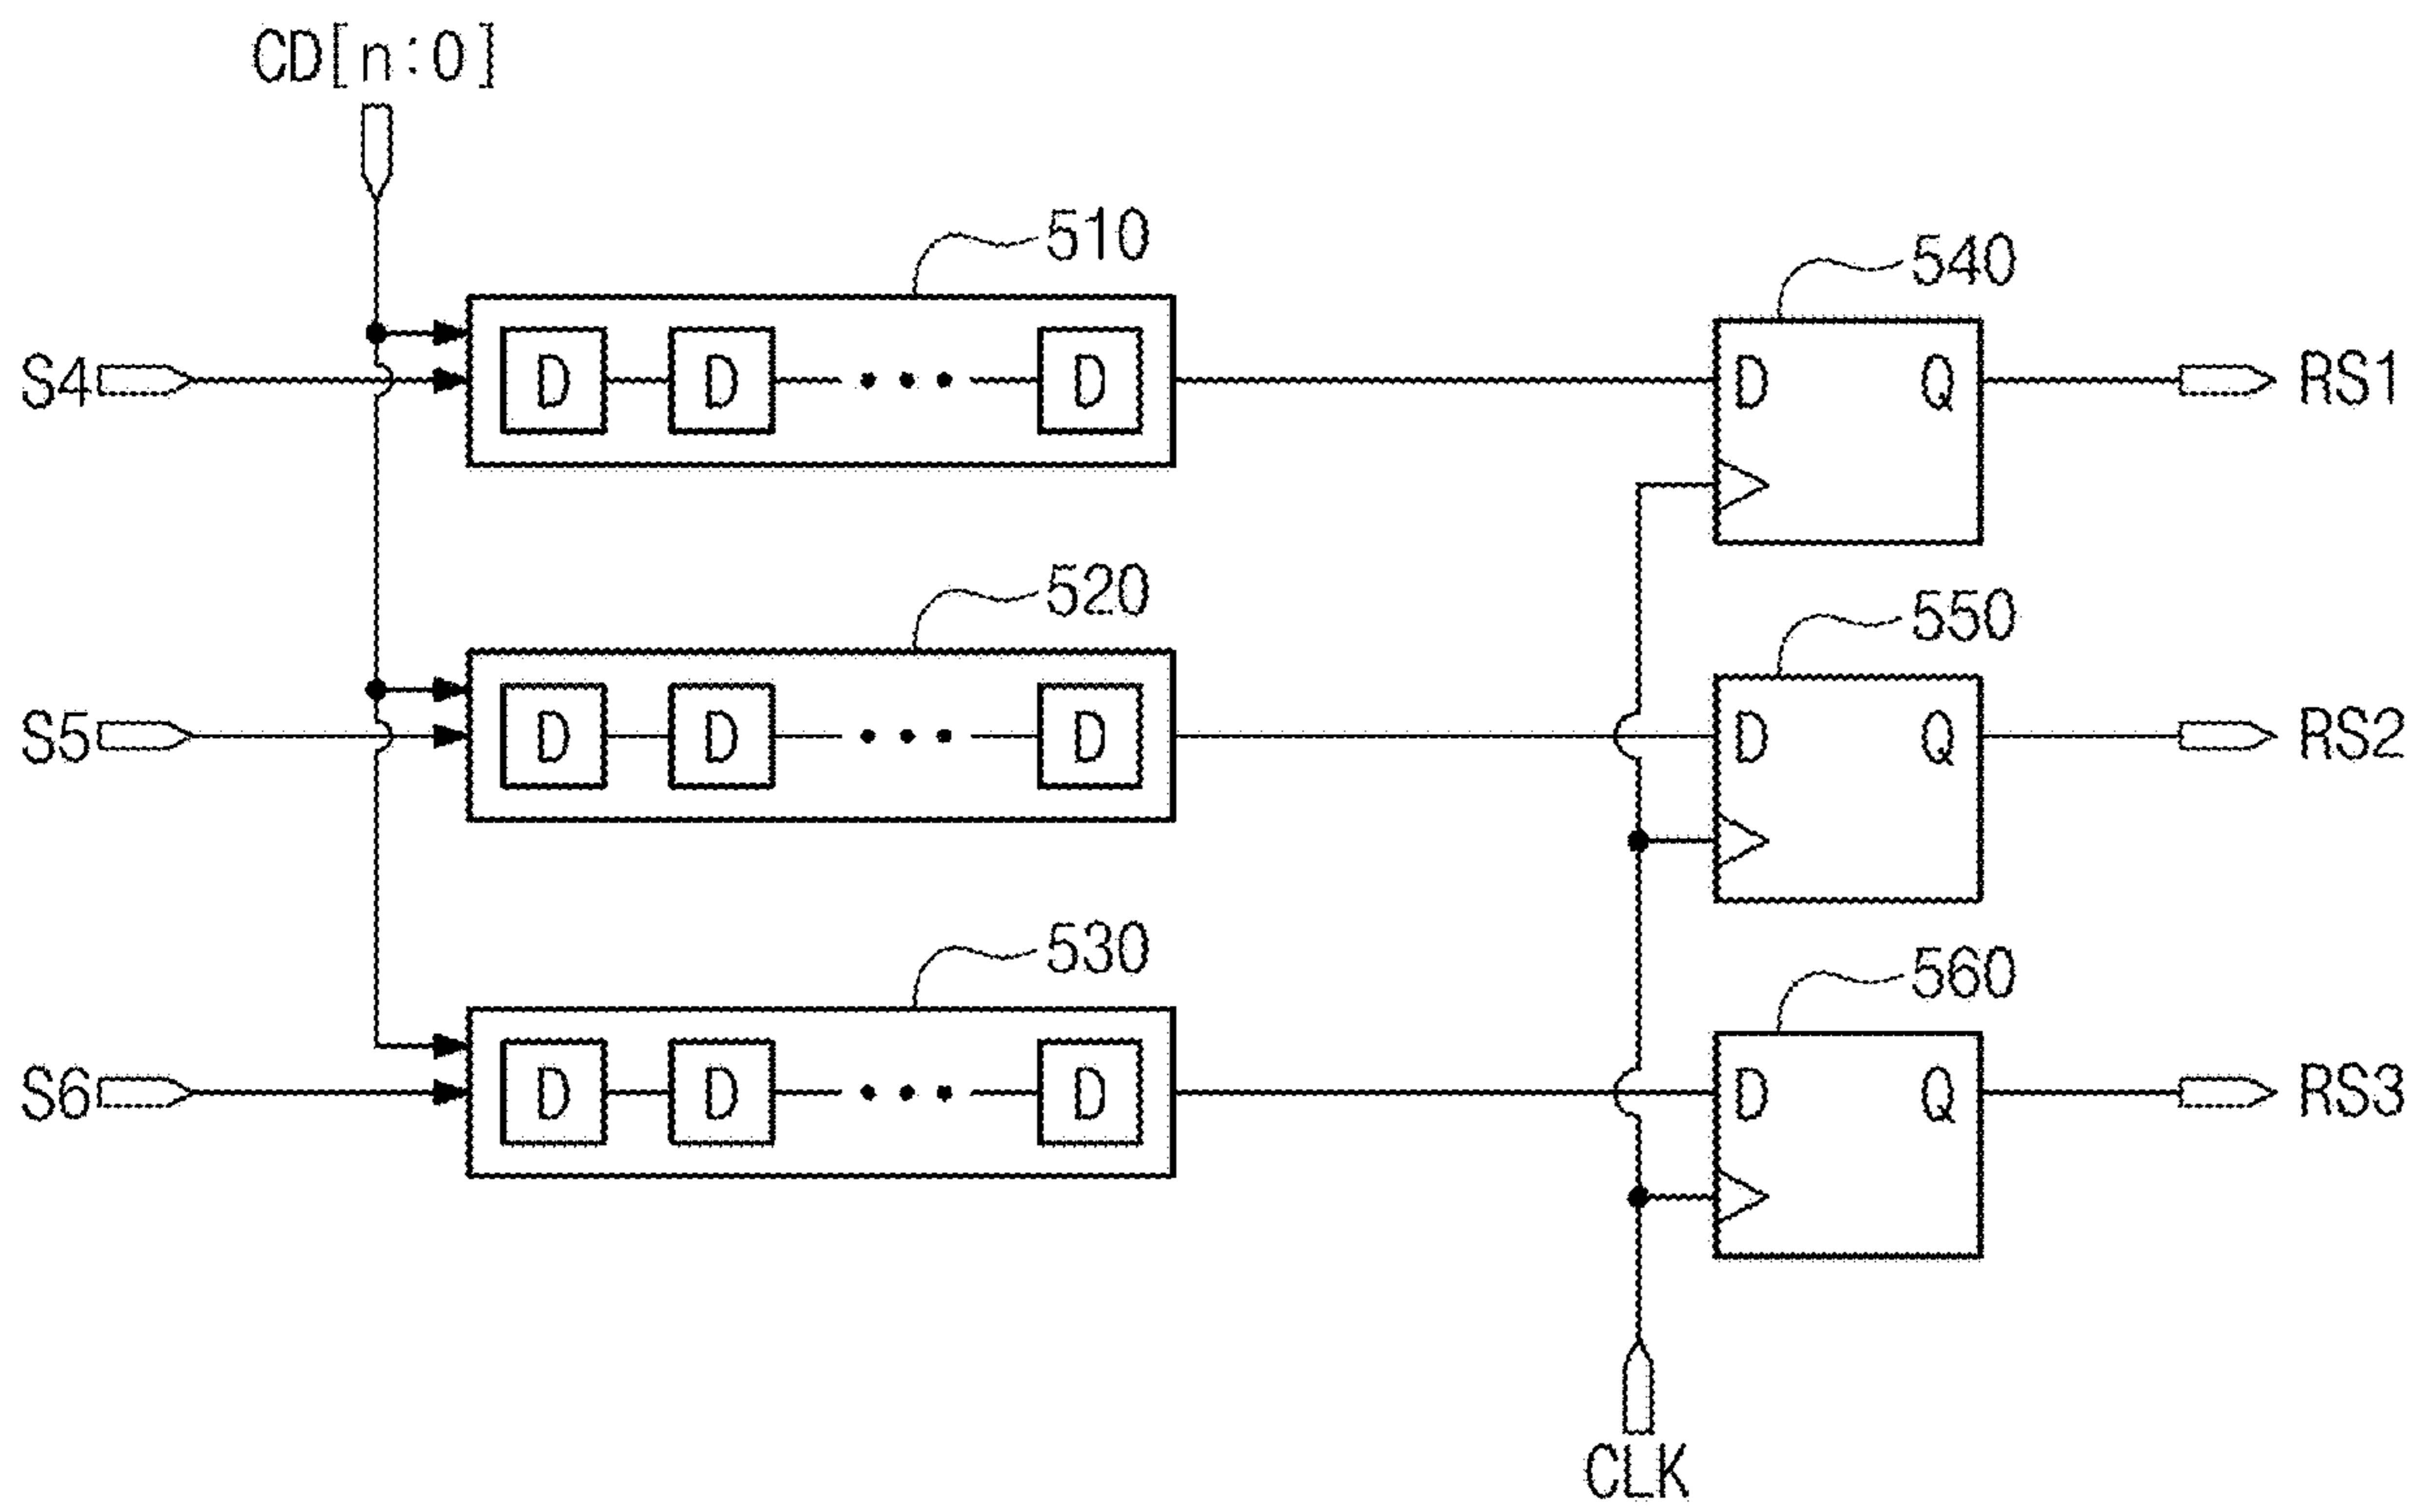 CD[n:0]
510
540
S4
D D ••• D
D Q
RS1
520
550
S5
D D ••• D
D Q
RS2
530
560
S6
D D ••• D
D Q
RS3
CLK